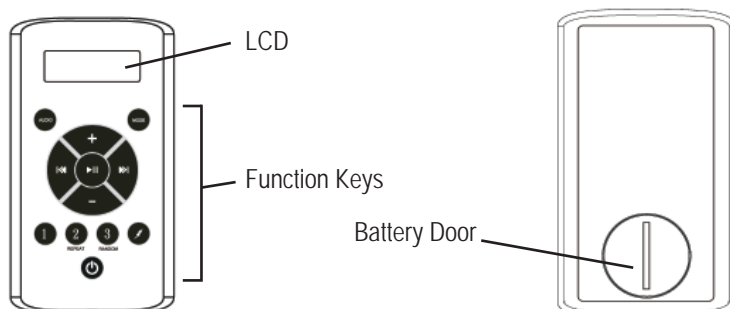 LCD
AUDIO
MODE
+
Function Keys
−
Battery Door
1 2 3
REPEAT RANDOM